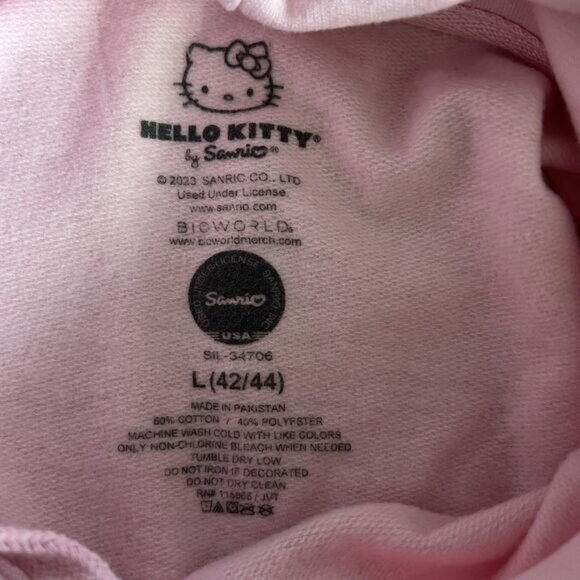 HELLO KITTY®
by Sanrio®
© 2023 SANRIO CO., LTD
Used Under License
www.sanrio.com
BIOWORLD®
www.bioworldmerch.com
Sanrio
USA
SIL-34706
L (42/44)
MADE IN PAKISTAN
60% COTTON / 40% POLYESTER
MACHINE WASH COLD WITH LIKE COLORS
ONLY NON-CHLORINE BLEACH WHEN NEEDED
TUMBLE DRY LOW
DO NOT IRON IF DECORATED
DO NOT DRY CLEAN
RN# / JVT